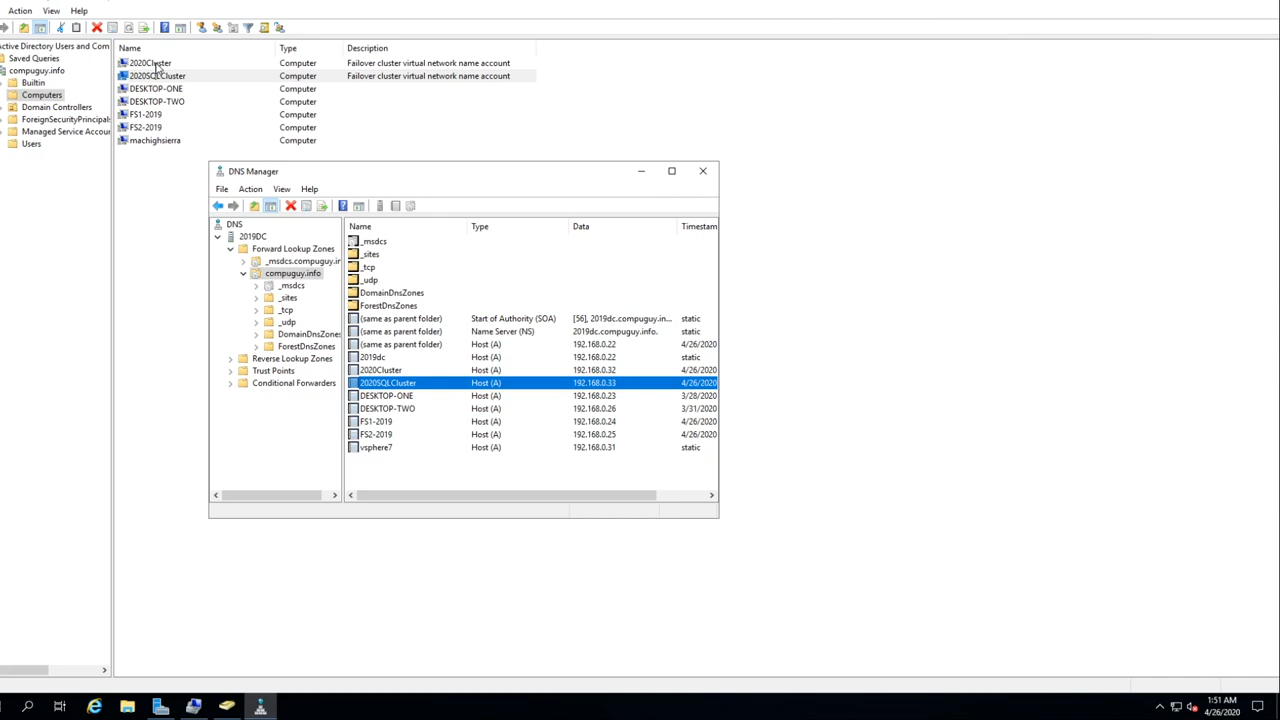 Action View Help
Active Directory Users and Com
Saved Queries
compuguy.info
Builtin
Computers
Domain Controllers
ForeignSecurityPrincipals
Managed Service Accou
Users
Name Type Description
2020Cluster Computer Failover cluster virtual network name account
2020SQLCluster Computer Failover cluster virtual network name account
DESKTOP-ONE Computer
DESKTOP-TWO Computer
FS1-2019 Computer
FS2-2019 Computer
machighsierra Computer
DNS Manager
File Action View Help
DNS
2019DC
Forward Lookup Zones
_msdcs.compuguy.in
compuguy.info
_msdcs
_sites
_tcp
_udp
DomainDnsZones
ForestDnsZones
Reverse Lookup Zones
Trust Points
Conditional Forwarders
Name Type Data Timestam
_msdcs
_sites
_tcp
_udp
DomainDnsZones
ForestDnsZones
(same as parent folder) Start of Authority (SOA) [56], 2019dc.compuguy.in... static
(same as parent folder) Name Server (NS) 2019dc.compuguy.info. static
(same as parent folder) Host (A) 192.168.0.22 4/26/2020
2019dc Host (A) 192.168.0.22 static
2020Cluster Host (A) 192.168.0.32 4/26/2020
2020SQLCluster Host (A) 192.168.0.33 4/26/2020
DESKTOP-ONE Host (A) 192.168.0.23 3/28/2020
DESKTOP-TWO Host (A) 192.168.0.26 3/31/2020
FS1-2019 Host (A) 192.168.0.24 4/26/2020
FS2-2019 Host (A) 192.168.0.25 4/26/2020
vsphere7 Host (A) 192.168.0.31 static
1:51 AM
4/26/2020